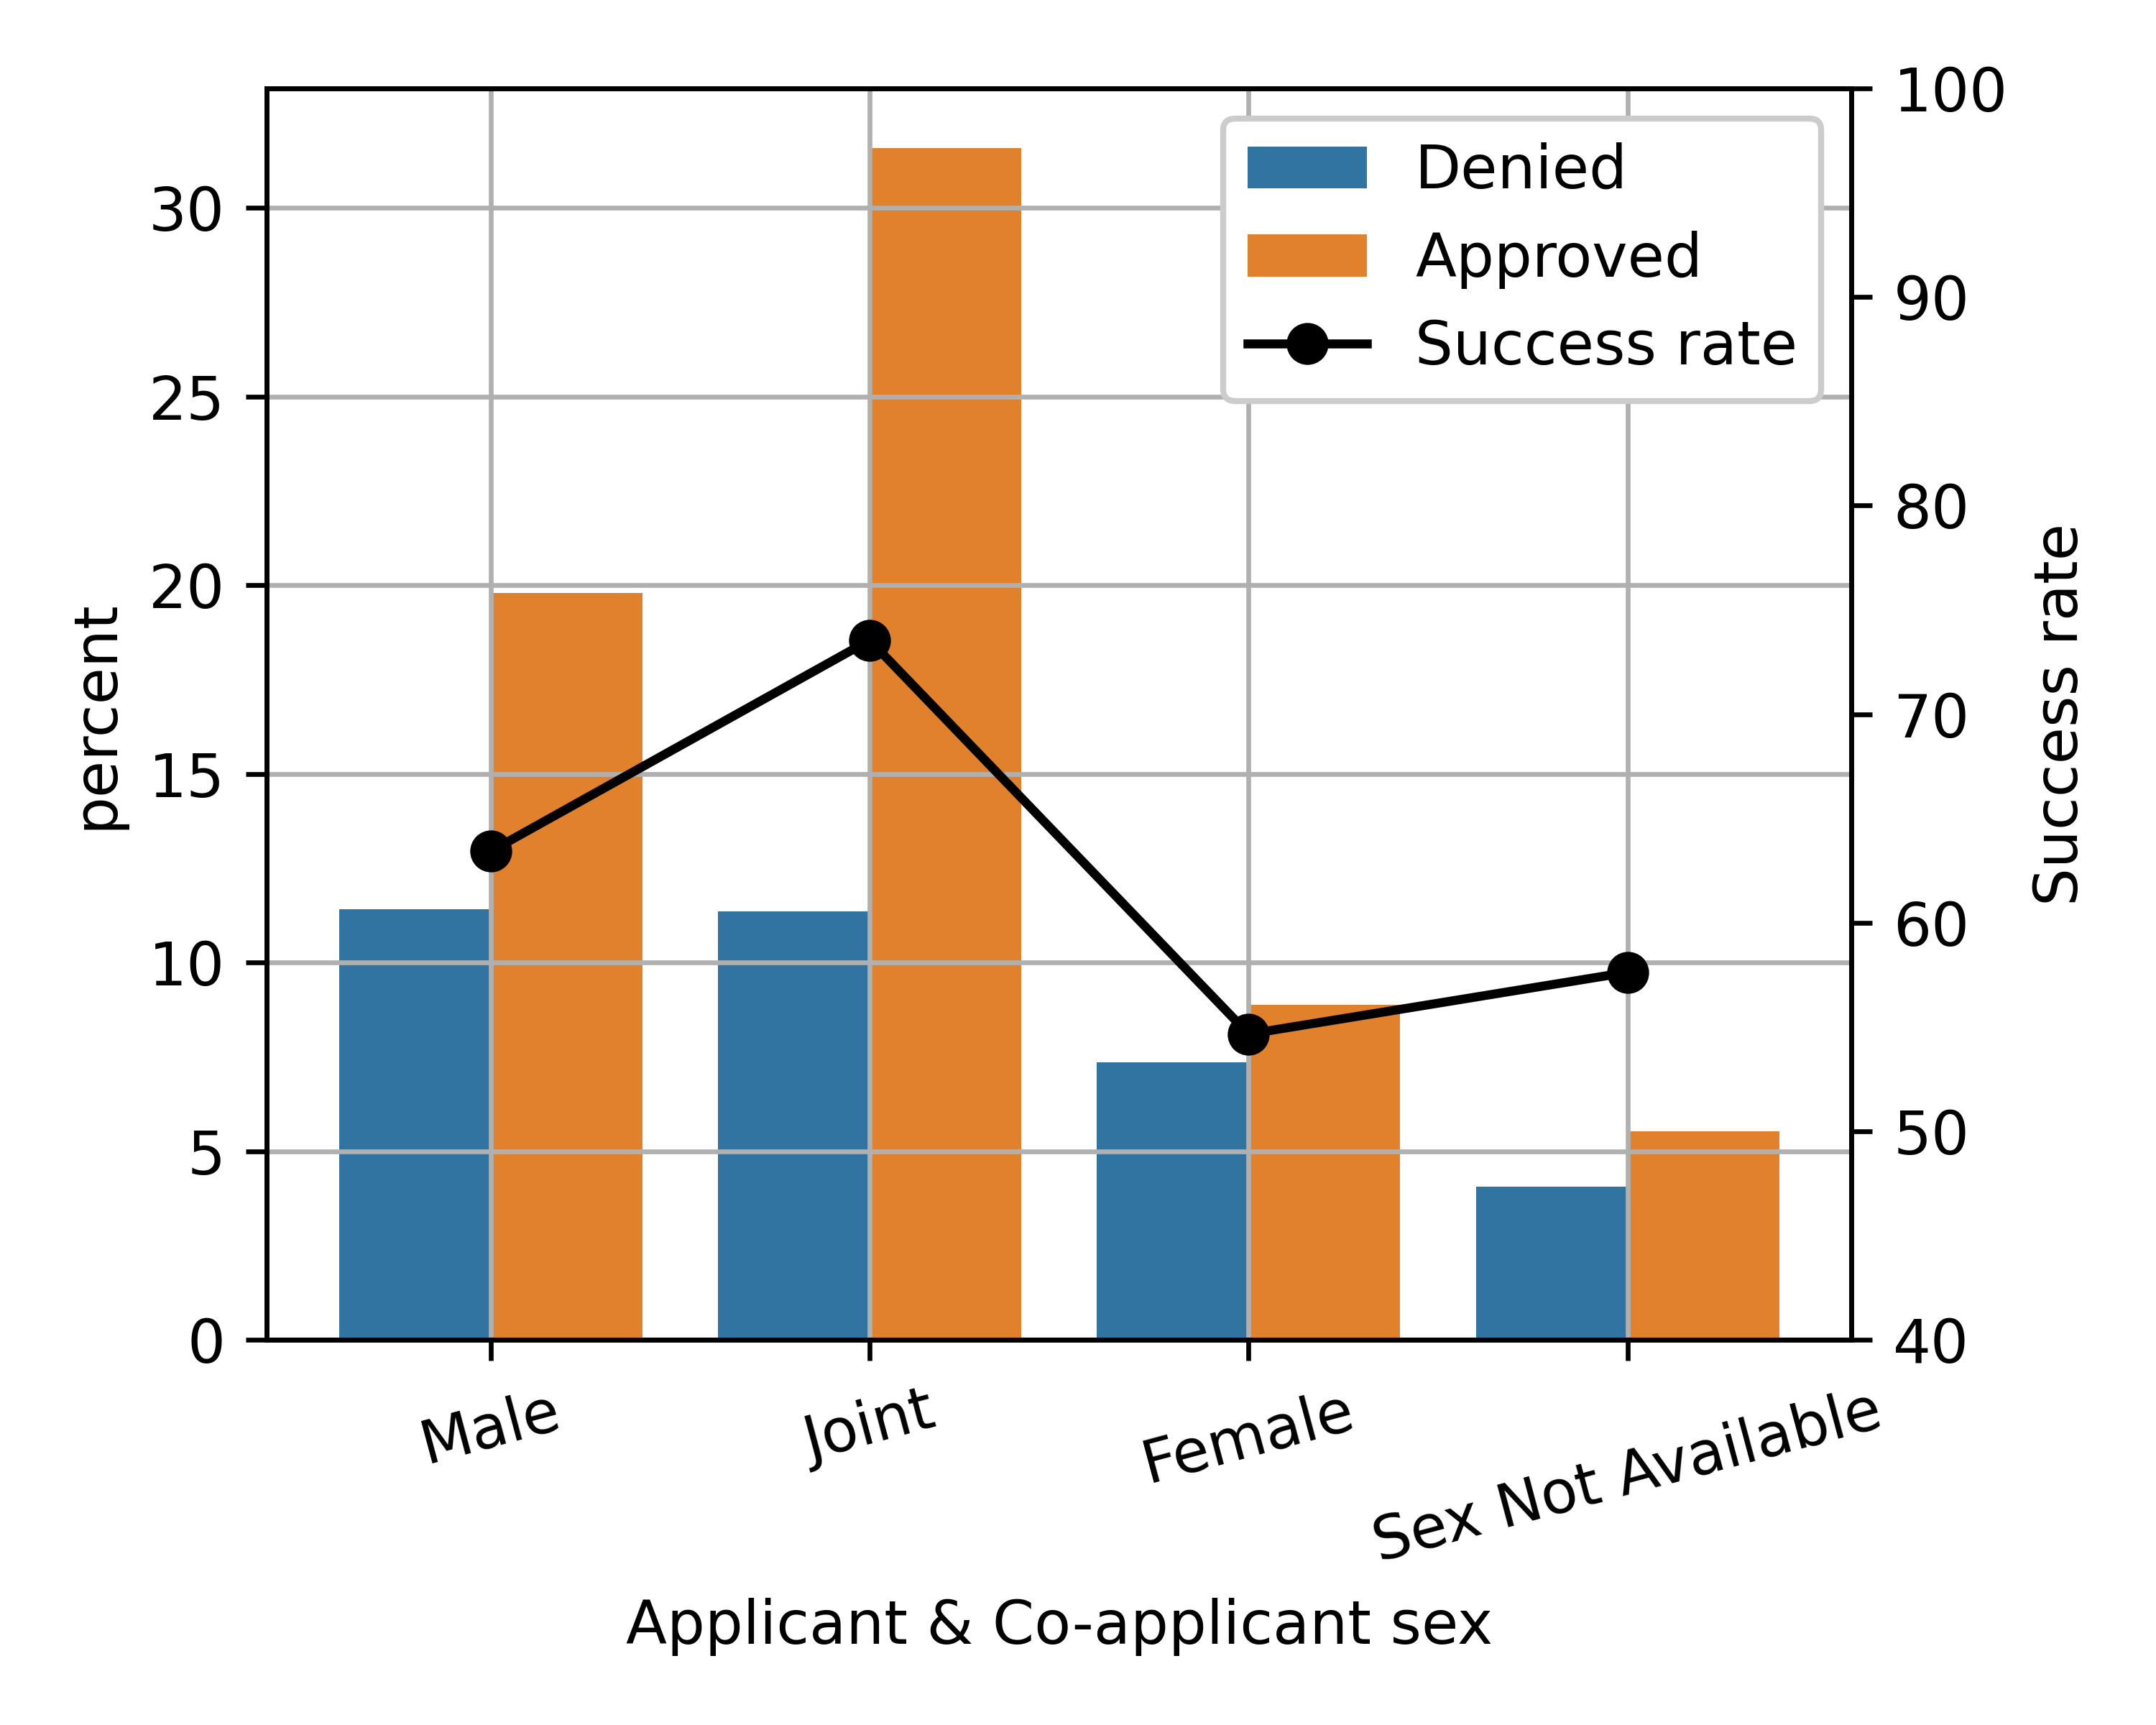 Denied
Approved
Success rate
percent
30
25
20
15
10
5
0
100
90
80
70
60
50
40
Success rate
Male
Joint
Female
Sex Not Available
Applicant & Co-applicant sex